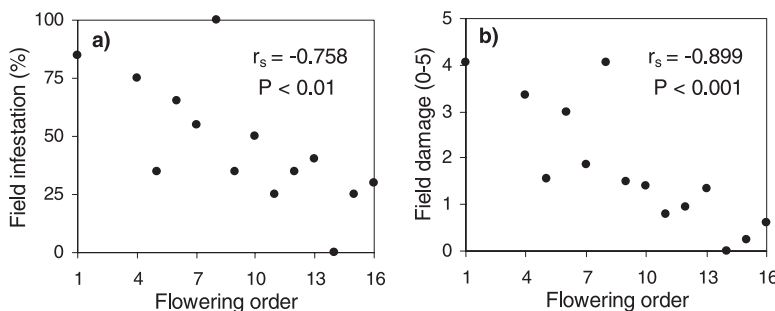 a)
r_s = -0.758
P < 0.01
Field infestation (%)
100
75
50
25
0
1 4 7 10 13 16
Flowering order
b)
r_s = -0.899
P < 0.001
Field damage (0-5)
5
4
3
2
1
0
1 4 7 10 13 16
Flowering order